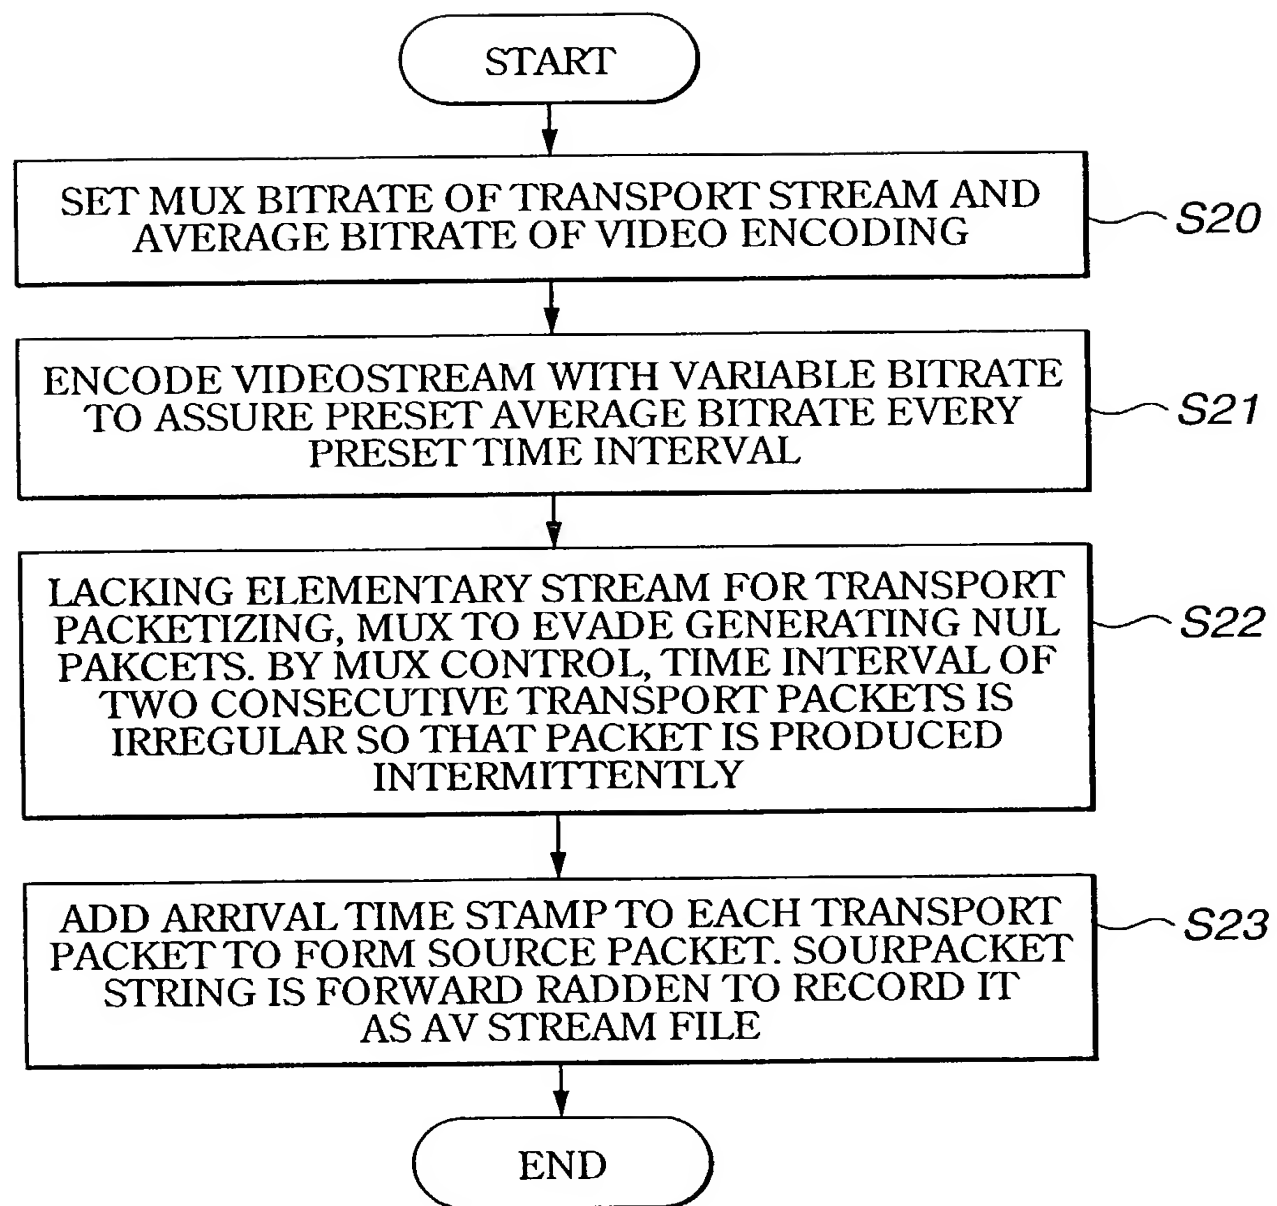 START
SET MUX BITRATE OF TRANSPORT STREAM AND
AVERAGE BITRATE OF VIDEO ENCODING
S20
ENCODE VIDEOSTREAM WITH VARIABLE BITRATE
TO ASSURE PRESET AVERAGE BITRATE EVERY
PRESET TIME INTERVAL
S21
LACKING ELEMENTARY STREAM FOR TRANSPORT
PACKETIZING, MUX TO EVADE GENERATING NUL
PAKCETS. BY MUX CONTROL, TIME INTERVAL OF
TWO CONSECUTIVE TRANSPORT PACKETS IS
IRREGULAR SO THAT PACKET IS PRODUCED
INTERMITTENTLY
S22
ADD ARRIVAL TIME STAMP TO EACH TRANSPORT
PACKET TO FORM SOURCE PACKET. SOURPACKET
STRING IS FORWARD RADDEN TO RECORD IT
AS AV STREAM FILE
S23
END